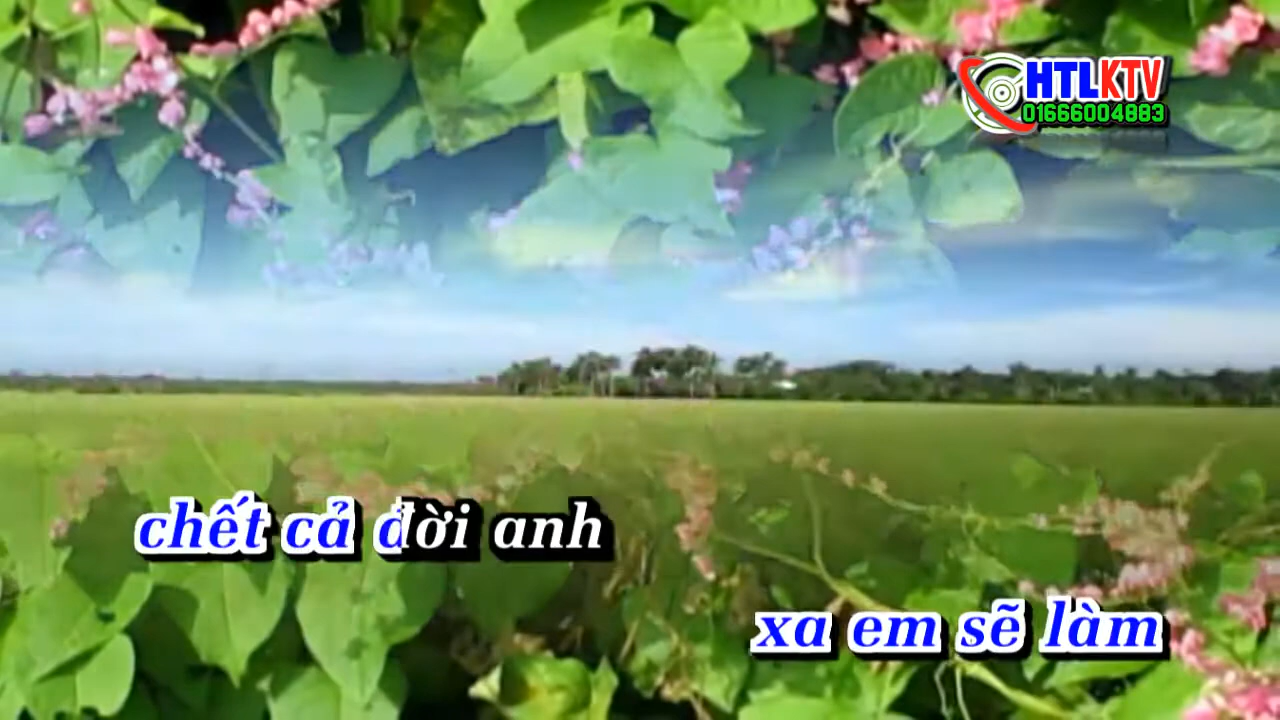 HTLKTV
01666004883
chết cả đời anh
xa em sẽ làm